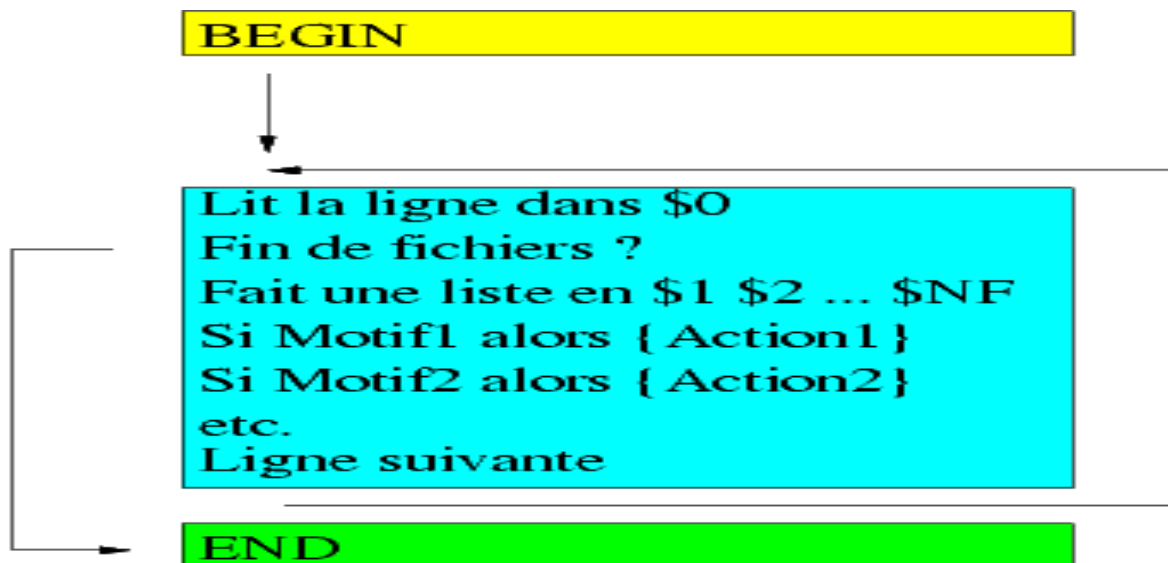 BEGIN
Lit la ligne dans $0
Fin de fichiers ?
Fait une liste en $1 $2 ... $NF
Si Motif1 alors {Action1}
Si Motif2 alors {Action2}
etc.
Ligne suivante
END